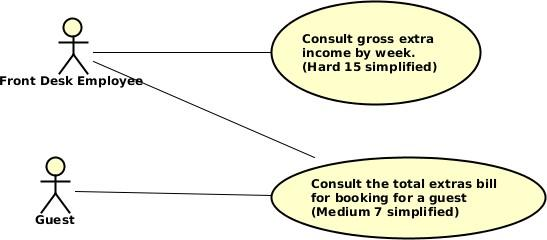 Consult gross extra
income by week.
(Hard 15 simplified)
Front Desk Employee
Consult the total extras bill
for booking for a guest
(Medium 7 simplified)
Guest